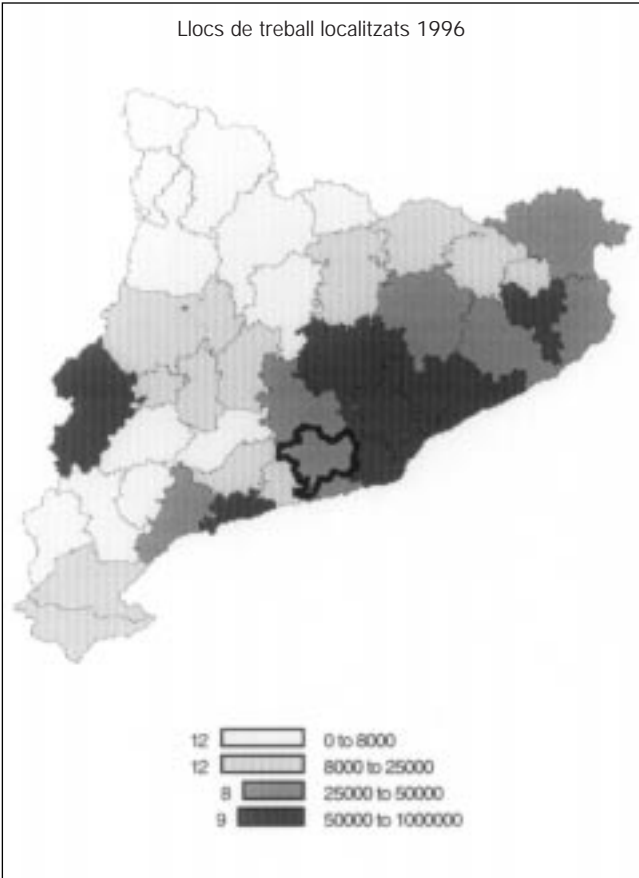 Llocs de treball localitzats 1996
12 0 to 8000
12 8000 to 25000
8 25000 to 50000
9 50000 to 1000000